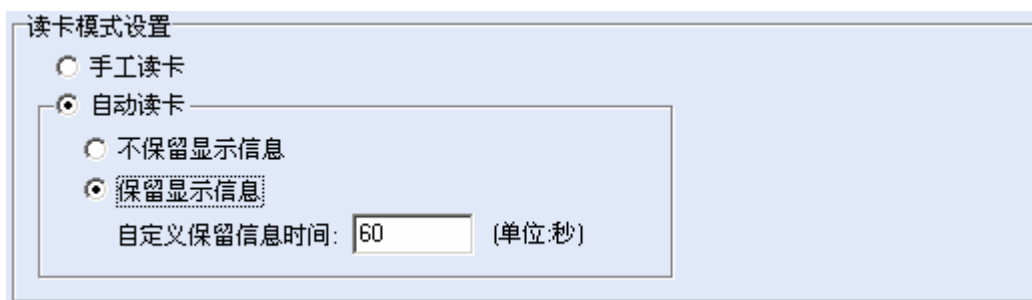 读卡模式设置
手工读卡
自动读卡
不保留显示信息
保留显示信息
自定义保留信息时间: 60 (单位:秒)